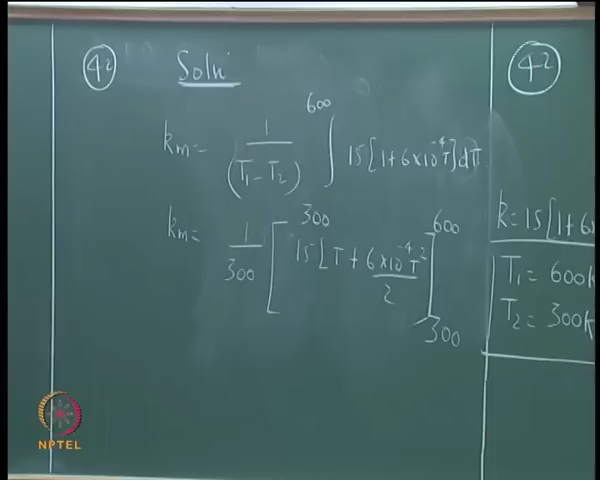 42 Soln
km = 1/(T1 - T2) ∫ 300 600 15[1+6×10^-4 T]dT
km = 1/300 [15[T + 6×10^-4 T^2/2] 600 300
42
k=15[1+6×
T1 = 600K
T2 = 300K
NPTEL